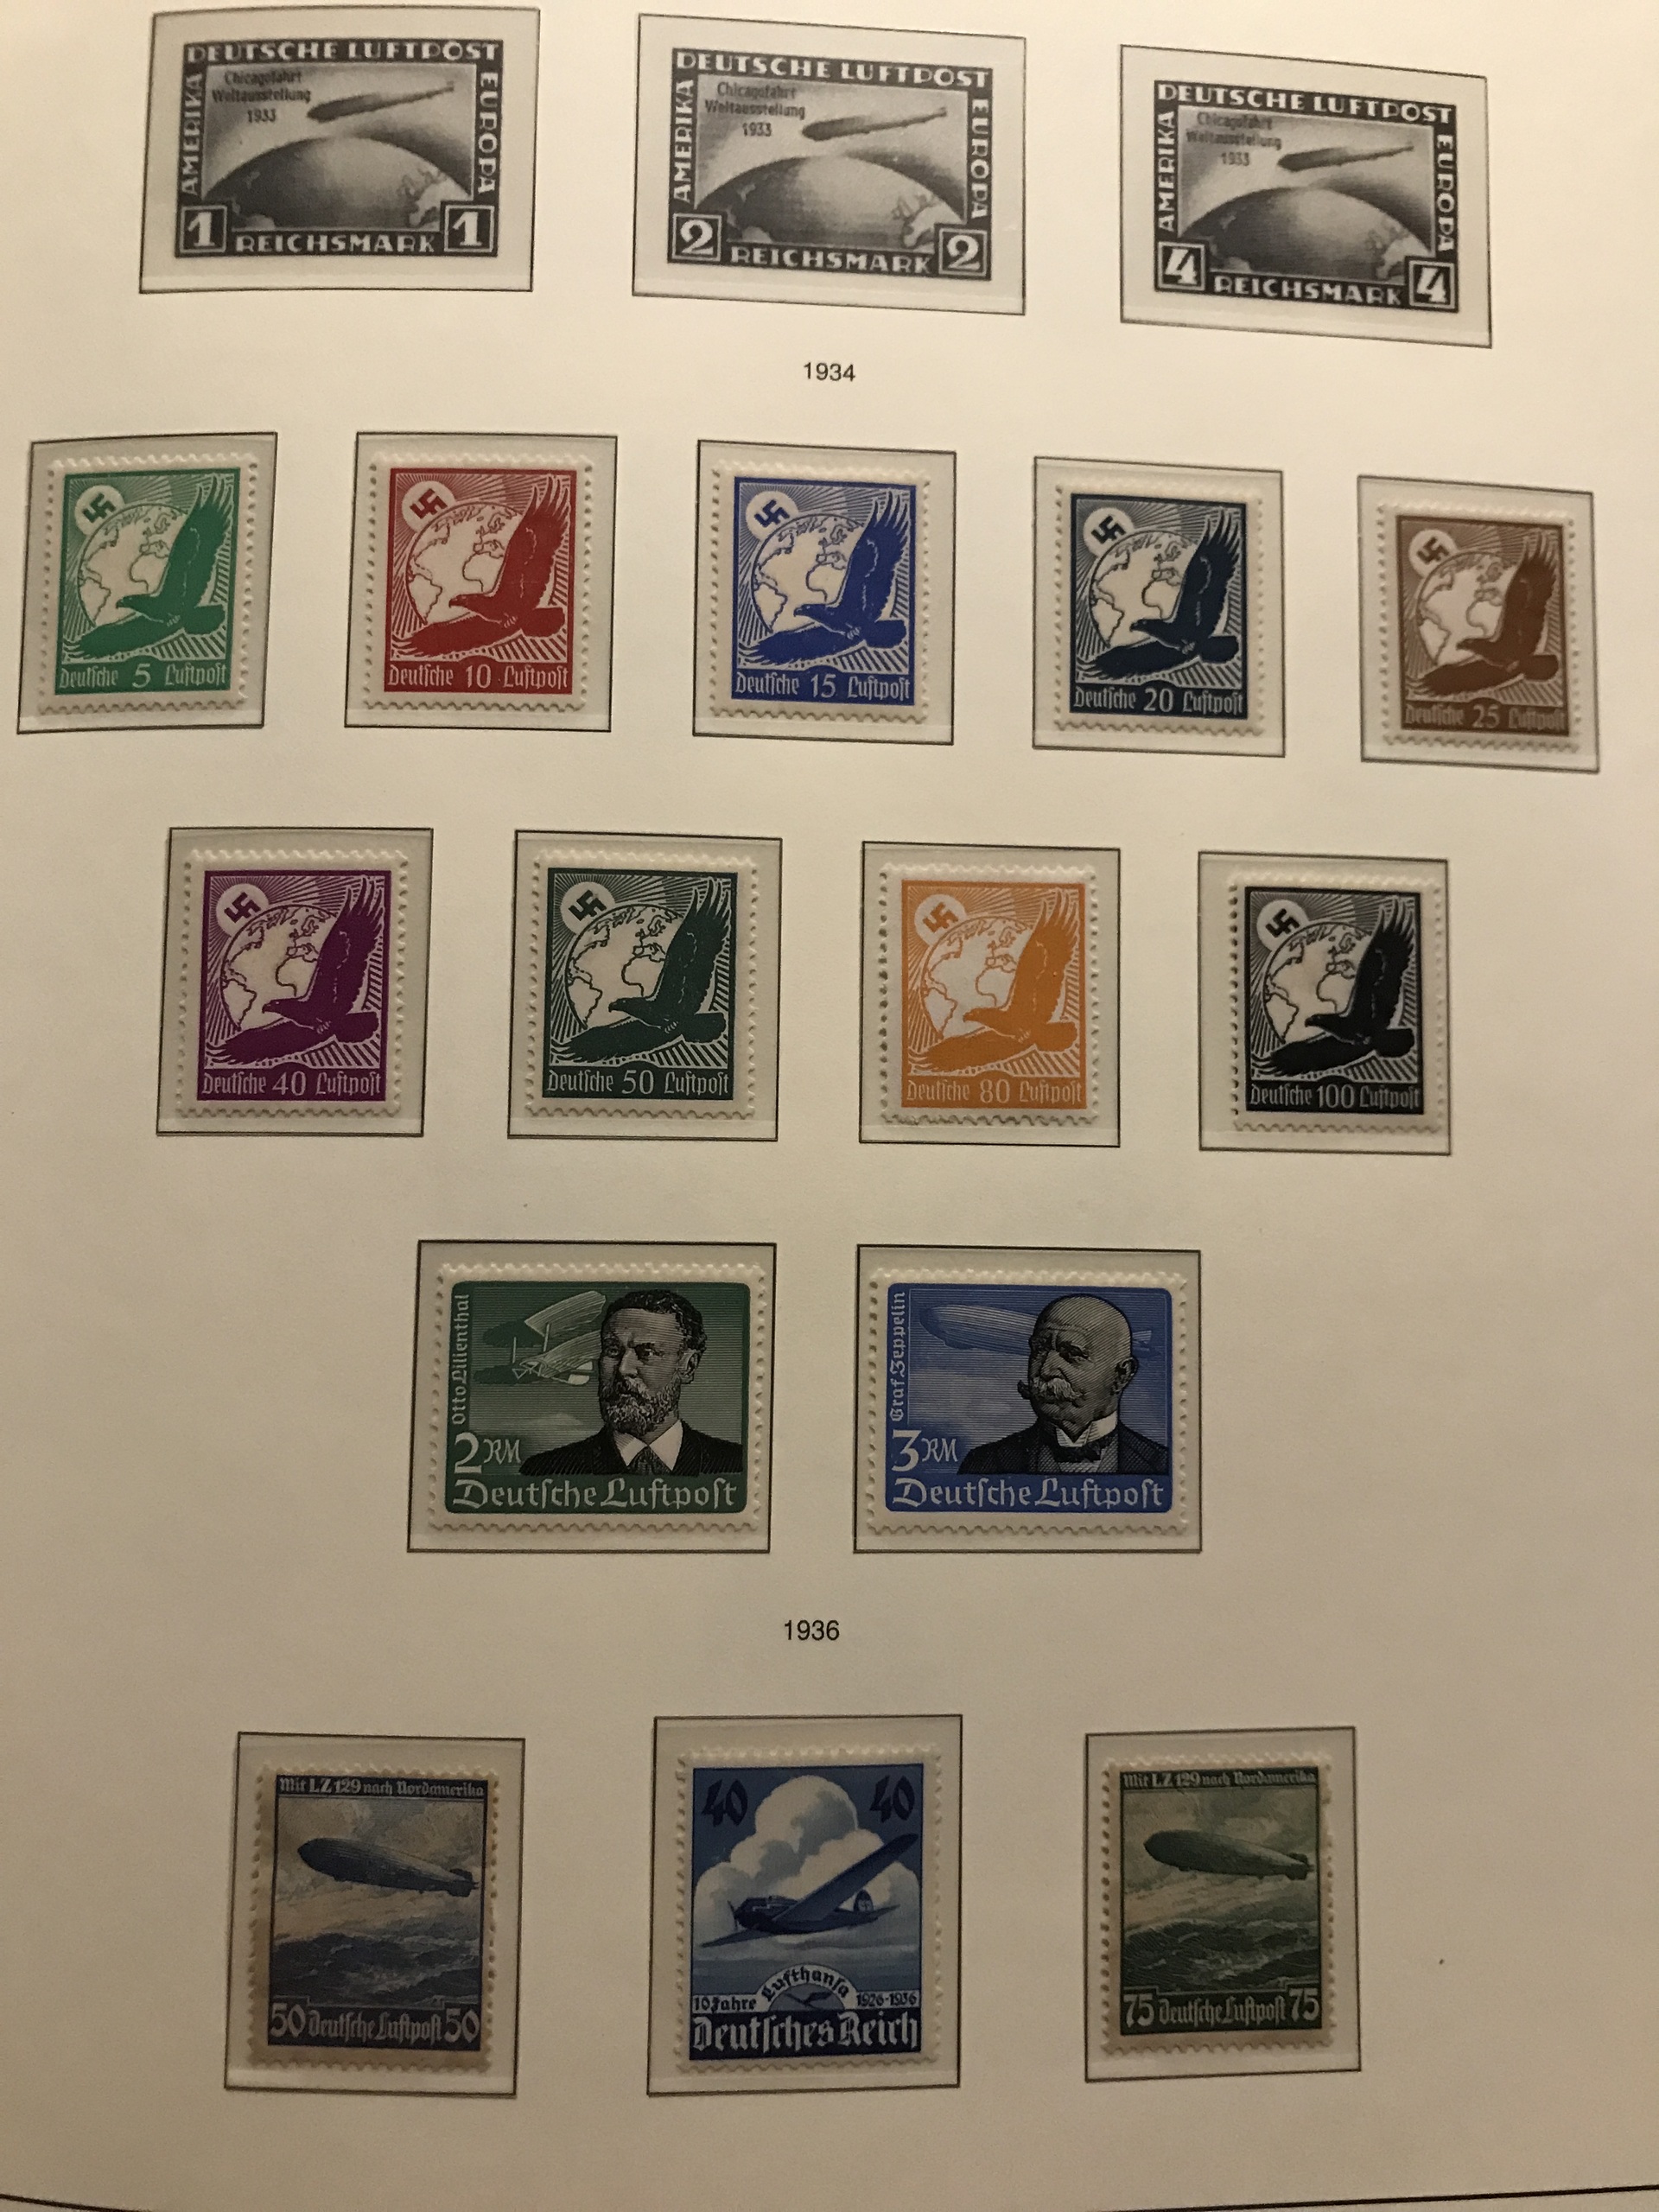 DEUTSCHE LUFTPOST
Chicagofahrt
Weltausstellung
1933
AMERIKA
EUROPA
1 REICHSMARK 1
DEUTSCHE LUFTPOST
Chicagofahrt
Weltausstellung
1933
AMERIKA
EUROPA
2 REICHSMARK 2
DEUTSCHE LUFTPOST
Chicagofahrt
Weltausstellung
1933
AMERIKA
EUROPA
4 REICHSMARK 4
1934
Deutſche 5 Luftpoſt
Deutſche 10 Luftpoſt
Deutſche 15 Luftpoſt
Deutſche 20 Luftpoſt
Deutſche 25 Luftpoſt
Deutſche 40 Luftpoſt
Deutſche 50 Luftpoſt
Deutſche 80 Luftpoſt
Deutſche 100 Luftpoſt
Otto Lilienthal
2 RM
Deutſche Luftpoſt
Graf Zeppelin
3 RM
Deutſche Luftpoſt
1936
Mit LZ 129 nach Nordamerika
50 Deutſche Luftpoſt 50
40 40
Lufthanſa
10 Jahre 1926-1936
Deutſches Reich
Mit LZ 129 nach Nordamerika
75 Deutſche Luftpoſt 75